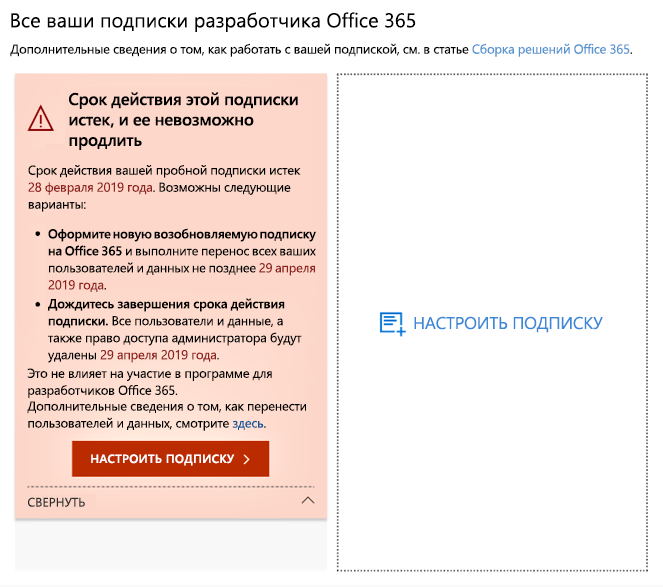 Все ваши подписки разработчика Office 365
Дополнительные сведения о том, как работать с вашей подпиской, см. в статье Сборка решений Office 365.
Срок действия этой подписки
истек, и ее невозможно
продлить
Срок действия вашей пробной подписки истек
28 февраля 2019 года. Возможны следующие
варианты:
• Оформите новую возобновляемую подписку
на Office 365 и выполните перенос всех ваших
пользователей и данных не позднее 29 апреля
2019 года.
• Дождитесь завершения срока действия
подписки. Все пользователи и данные, а
также право доступа администратора будут
удалены 29 апреля 2019 года.
Это не влияет на участие в программе для
разработчиков Office 365.
Дополнительные сведения о том, как перенести
пользователей и данных, смотрите здесь.
НАСТРОИТЬ ПОДПИСКУ
СВЕРНУТЬ
НАСТРОИТЬ ПОДПИСКУ